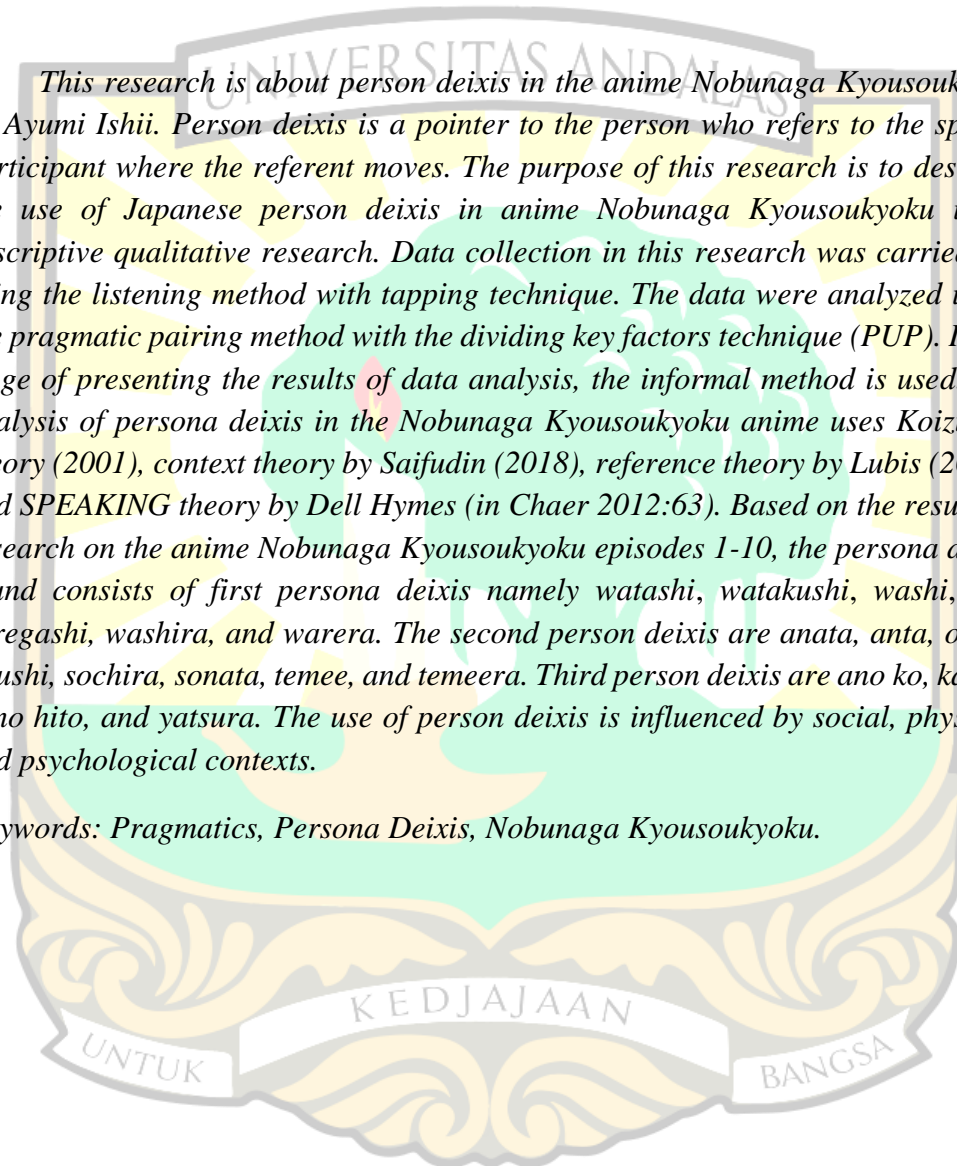 UNIVERSITAS ANDALAS
This research is about person deixis in the anime Nobunaga Kyousouk
Ayumi Ishii. Person deixis is a pointer to the person who refers to the sp
rticipant where the referent moves. The purpose of this research is to des
e use of Japanese person deixis in anime Nobunaga Kyousoukyoku
scriptive qualitative research. Data collection in this research was carried
ing the listening method with tapping technique. The data were analyzed
e pragmatic pairing method with the dividing key factors technique (PUP).
ge of presenting the results of data analysis, the informal method is used.
alysis of persona deixis in the Nobunaga Kyousoukyoku anime uses Koiz
eory (2001), context theory by Saifudin (2018), reference theory by Lubis (20
d SPEAKING theory by Dell Hymes (in Chaer 2012:63). Based on the resu
search on the anime Nobunaga Kyousoukyoku episodes 1-10, the persona d
und consists of first persona deixis namely watashi, watakushi, washi,
regashi, washira, and warera. The second person deixis are anata, anta, o
ushi, sochira, sonata, temee, and temeera. Third person deixis are ano ko, ka
no hito, and yatsura. The use of person deixis is influenced by social, phys
d psychological contexts.
ywords: Pragmatics, Persona Deixis, Nobunaga Kyousoukyoku.
KEDJAJAAN
UNTUK
BANGSA